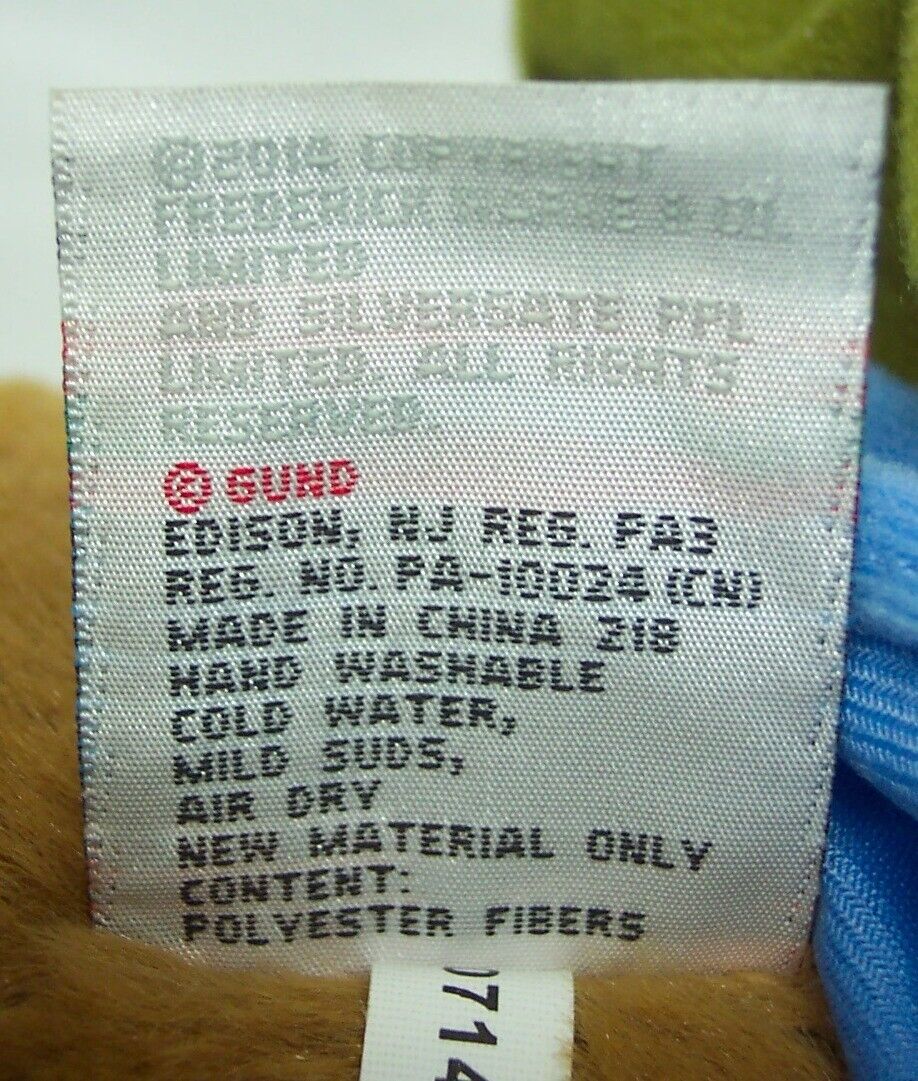 ©2014 COPYRIGHT
FREDERICK WARNE & CO.
LIMITED
AND SILVERGATE PPL
LIMITED. ALL RIGHTS
RESERVED.
GUND
EDISON, NJ REG. PA3
REG. NO. PA-10024 (CN)
MADE IN CHINA 218
HAND WASHABLE
COLD WATER,
MILD SUDS,
AIR DRY
NEW MATERIAL ONLY
CONTENT:
POLYESTER FIBERS
0714